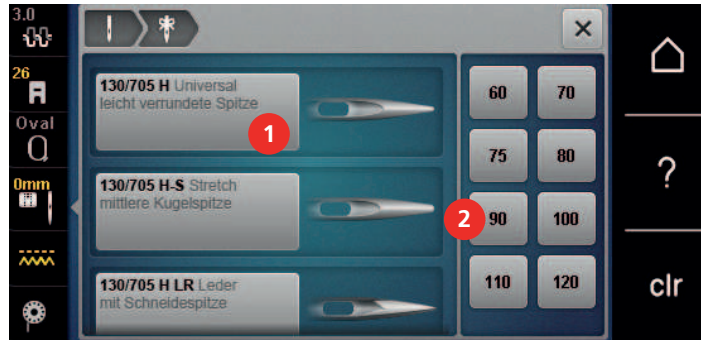 3.0
26
Oval
0mm
130/705 H Universal
leicht verrundete Spitze
1
130/705 H-S Stretch
mittlere Kugelspitze
130/705 H LR Leder
mit Schneidespitze
60 70
75 80
2
90 100
110 120
?
clr